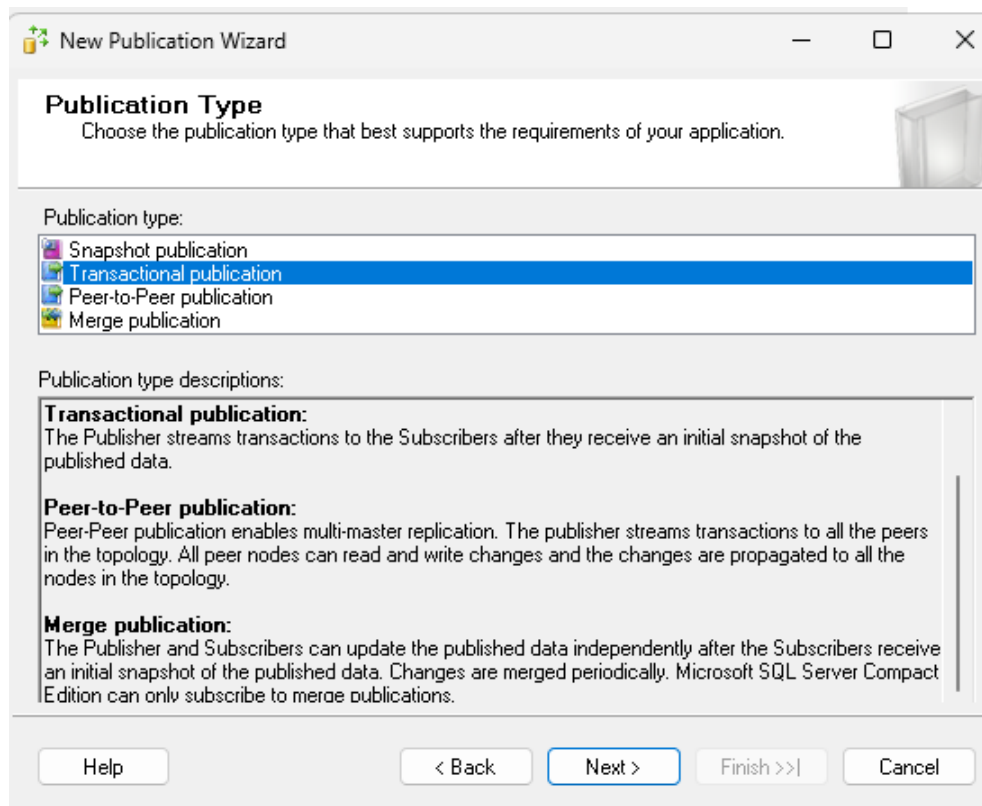 New Publication Wizard
Publication Type
Choose the publication type that best supports the requirements of your application.
Publication type:
Snapshot publication
Transactional publication
Peer-to-Peer publication
Merge publication
Publication type descriptions:
Transactional publication:
The Publisher streams transactions to the Subscribers after they receive an initial snapshot of the
published data.
Peer-to-Peer publication:
Peer-Peer publication enables multi-master replication. The publisher streams transactions to all the peers
in the topology. All peer nodes can read and write changes and the changes are propagated to all the
nodes in the topology.
Merge publication:
The Publisher and Subscribers can update the published data independently after the Subscribers receive
an initial snapshot of the published data. Changes are merged periodically. Microsoft SQL Server Compact
Edition can only subscribe to merge publications.
Help
< Back
Next >
Finish >>|
Cancel